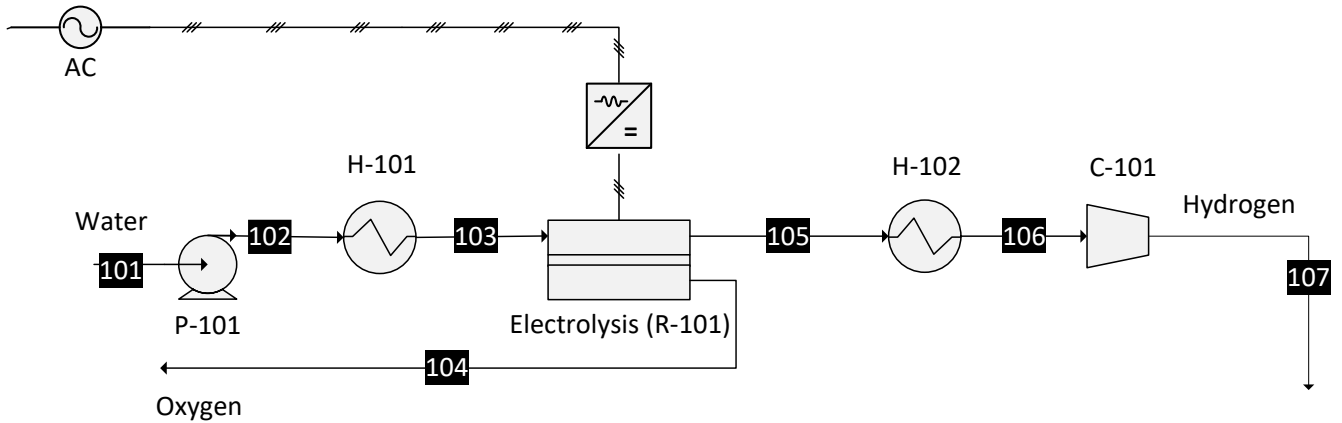 AC
=
H-101
H-102
C-101
Water
Hydrogen
101
102
103
105
106
107
P-101
Electrolysis (R-101)
104
Oxygen